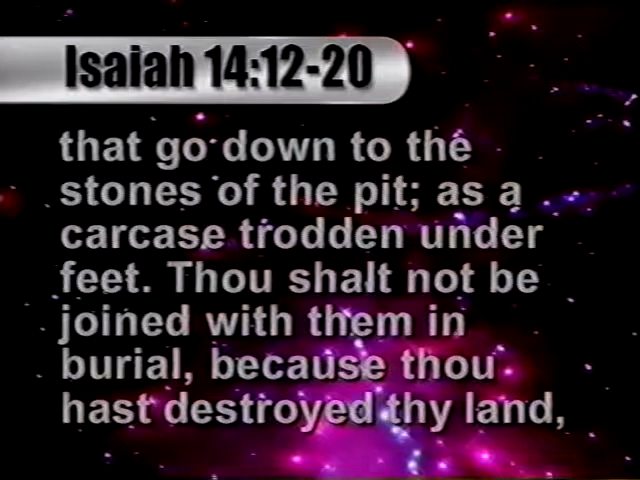 Isaiah 14:12-20
that go down to the
stones of the pit; as a
carcase trodden under
feet. Thou shalt not be
joined with them in
burial, because thou
hast destroyed thy land,